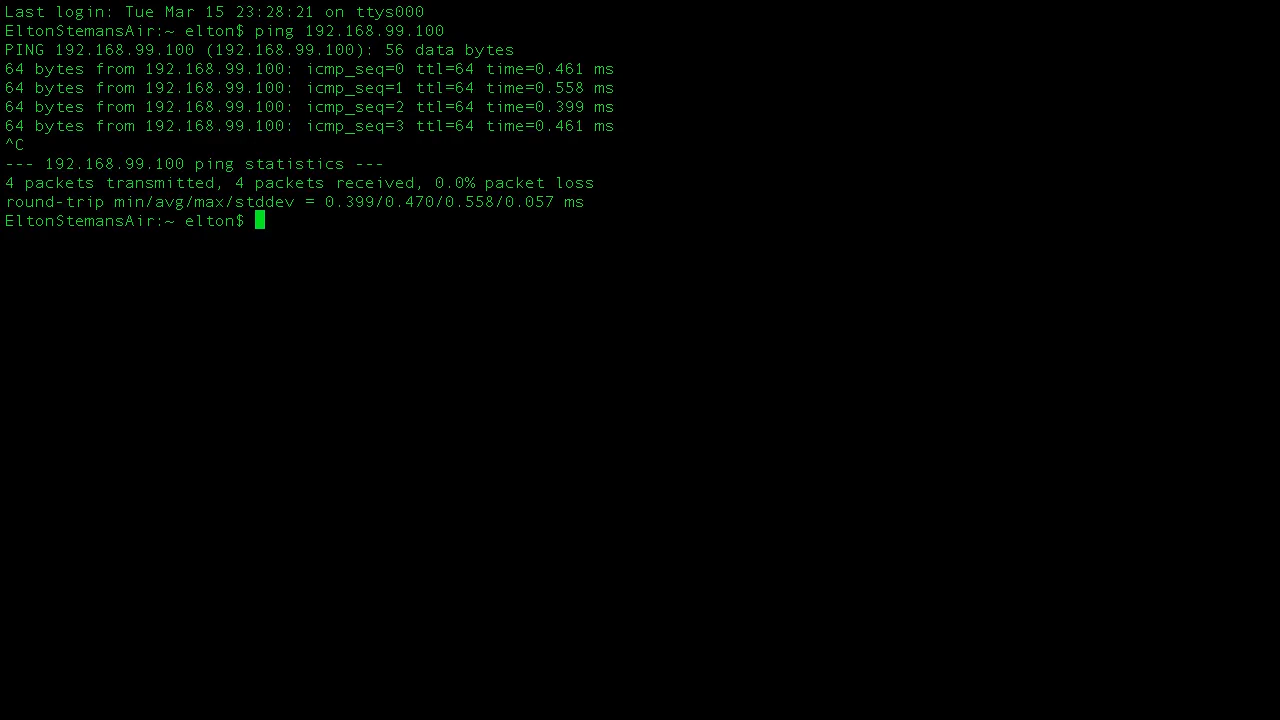 Last login: Tue Mar 15 23:28:21 on ttys000
EltonStemansAir:~ elton$ ping 192.168.99.100
PING 192.168.99.100 (192.168.99.100): 56 data bytes
64 bytes from 192.168.99.100: icmp_seq=0 ttl=64 time=0.461 ms
64 bytes from 192.168.99.100: icmp_seq=1 ttl=64 time=0.558 ms
64 bytes from 192.168.99.100: icmp_seq=2 ttl=64 time=0.399 ms
64 bytes from 192.168.99.100: icmp_seq=3 ttl=64 time=0.461 ms
^C
--- 192.168.99.100 ping statistics ---
4 packets transmitted, 4 packets received, 0.0% packet loss
round-trip min/avg/max/stddev = 0.399/0.470/0.558/0.057 ms
EltonStemansAir:~ elton$